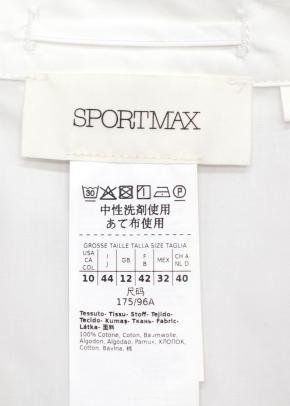 SPORTMAX
30
中性洗剤使用
あて布使用
GRÖSSE TAILLE TALLA SIZE TAGLIA
USA CA COL I J GB F B MEX CH A NL D
10 44 12 42 32 40
尺码
175/96A
Tessuto- Tissu- Stoff- Tejido-
Tecido- Kumaş- Ткань- Fabric-
Látka- 面料
100% Cotone, Coton, Baumwolle,
Algodon, Algodao, Pamuk, ХЛОПОК,
Cotton, Bavlna, 棉